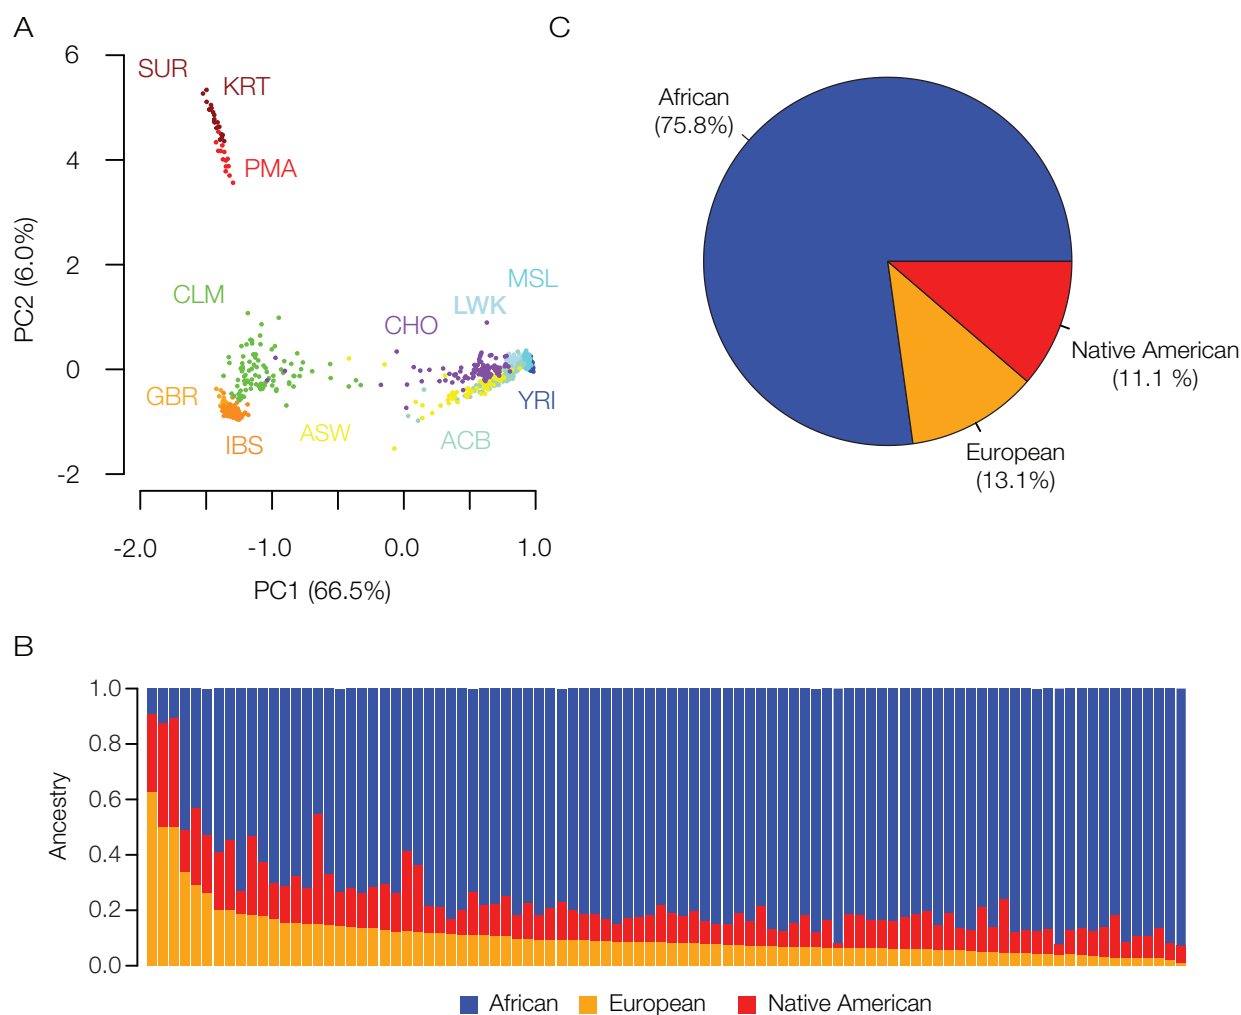 A
6
4
2
0
-2
PC2 (6.0%)
SUR
KRT
PMA
CLM
MSL
LWK
CHO
GBR
YRI
ASW
ACB
IBS
-2.0
-1.0
0.0
1.0
PC1 (66.5%)
C
African
(75.8%)
Native American
(11.1 %)
European
(13.1%)
B
1.0
0.8
0.6
0.4
0.2
0.0
Ancestry
African
European
Native American